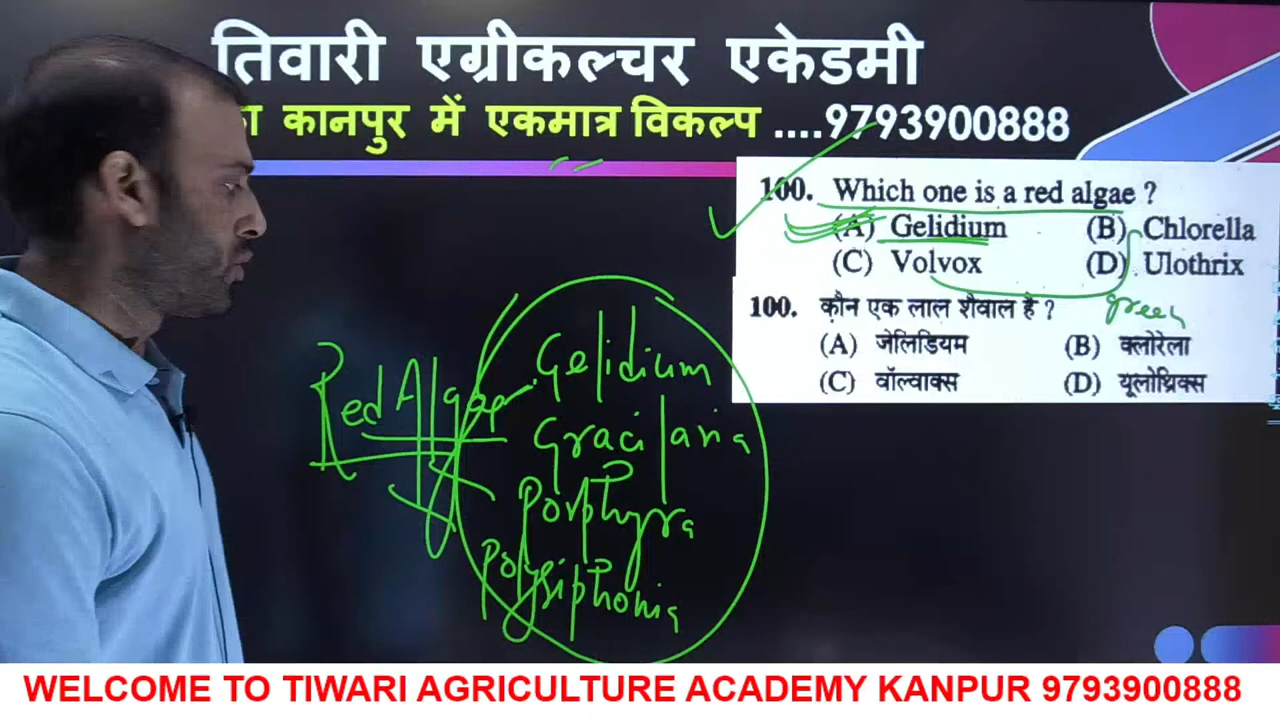 तिवारी एग्रीकल्चर एकेडमी
का कानपुर में एकमात्र विकल्प ....9793900888
100. Which one is a red algae ?
(A) Gelidium (B) Chlorella
(C) Volvox (D) Ulothrix
green
100. कौन एक लाल शैवाल है ?
(A) जेलिडियम (B) क्लोरेला
(C) वॉल्वाक्स (D) यूलोथ्रिक्स
Red Algae
Gelidium
Gracilaria
Porphyra
Polysiphonia
WELCOME TO TIWARI AGRICULTURE ACADEMY KANPUR 9793900888